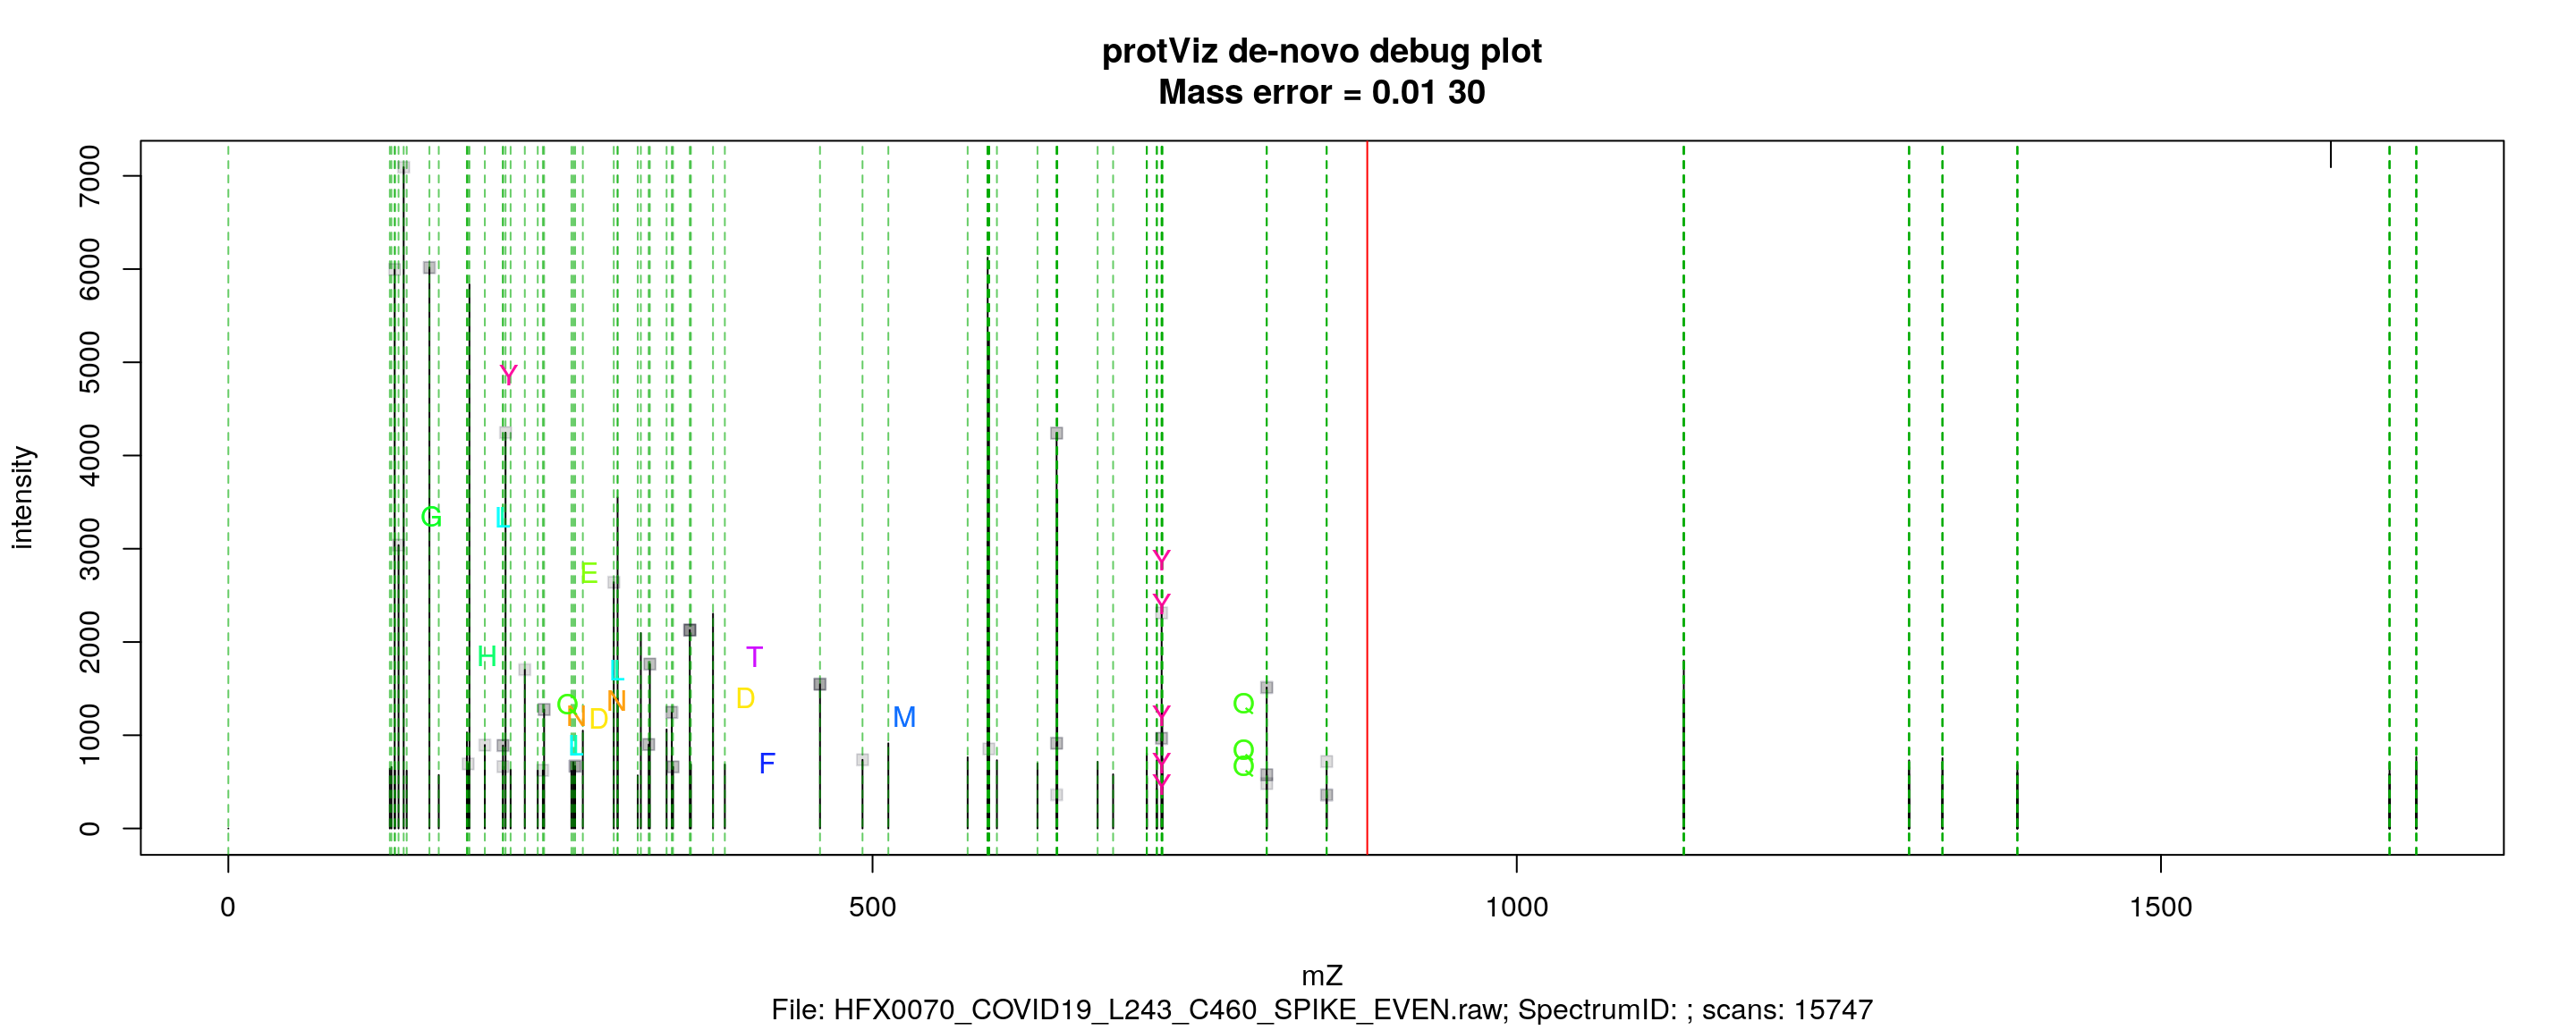 protViz de-novo debug plot
Mass error = 0.01 30
intensity
7000
6000
5000
4000
3000
2000
1000
0
Y
G L
E
Y
Y
H L T
Q N N D D Y M Q
L Y F Q Q
Y
0 500 1000 1500
mZ
File: HFX0070_COVID19_L243_C460_SPIKE_EVEN.raw; SpectrumID: ; scans: 15747